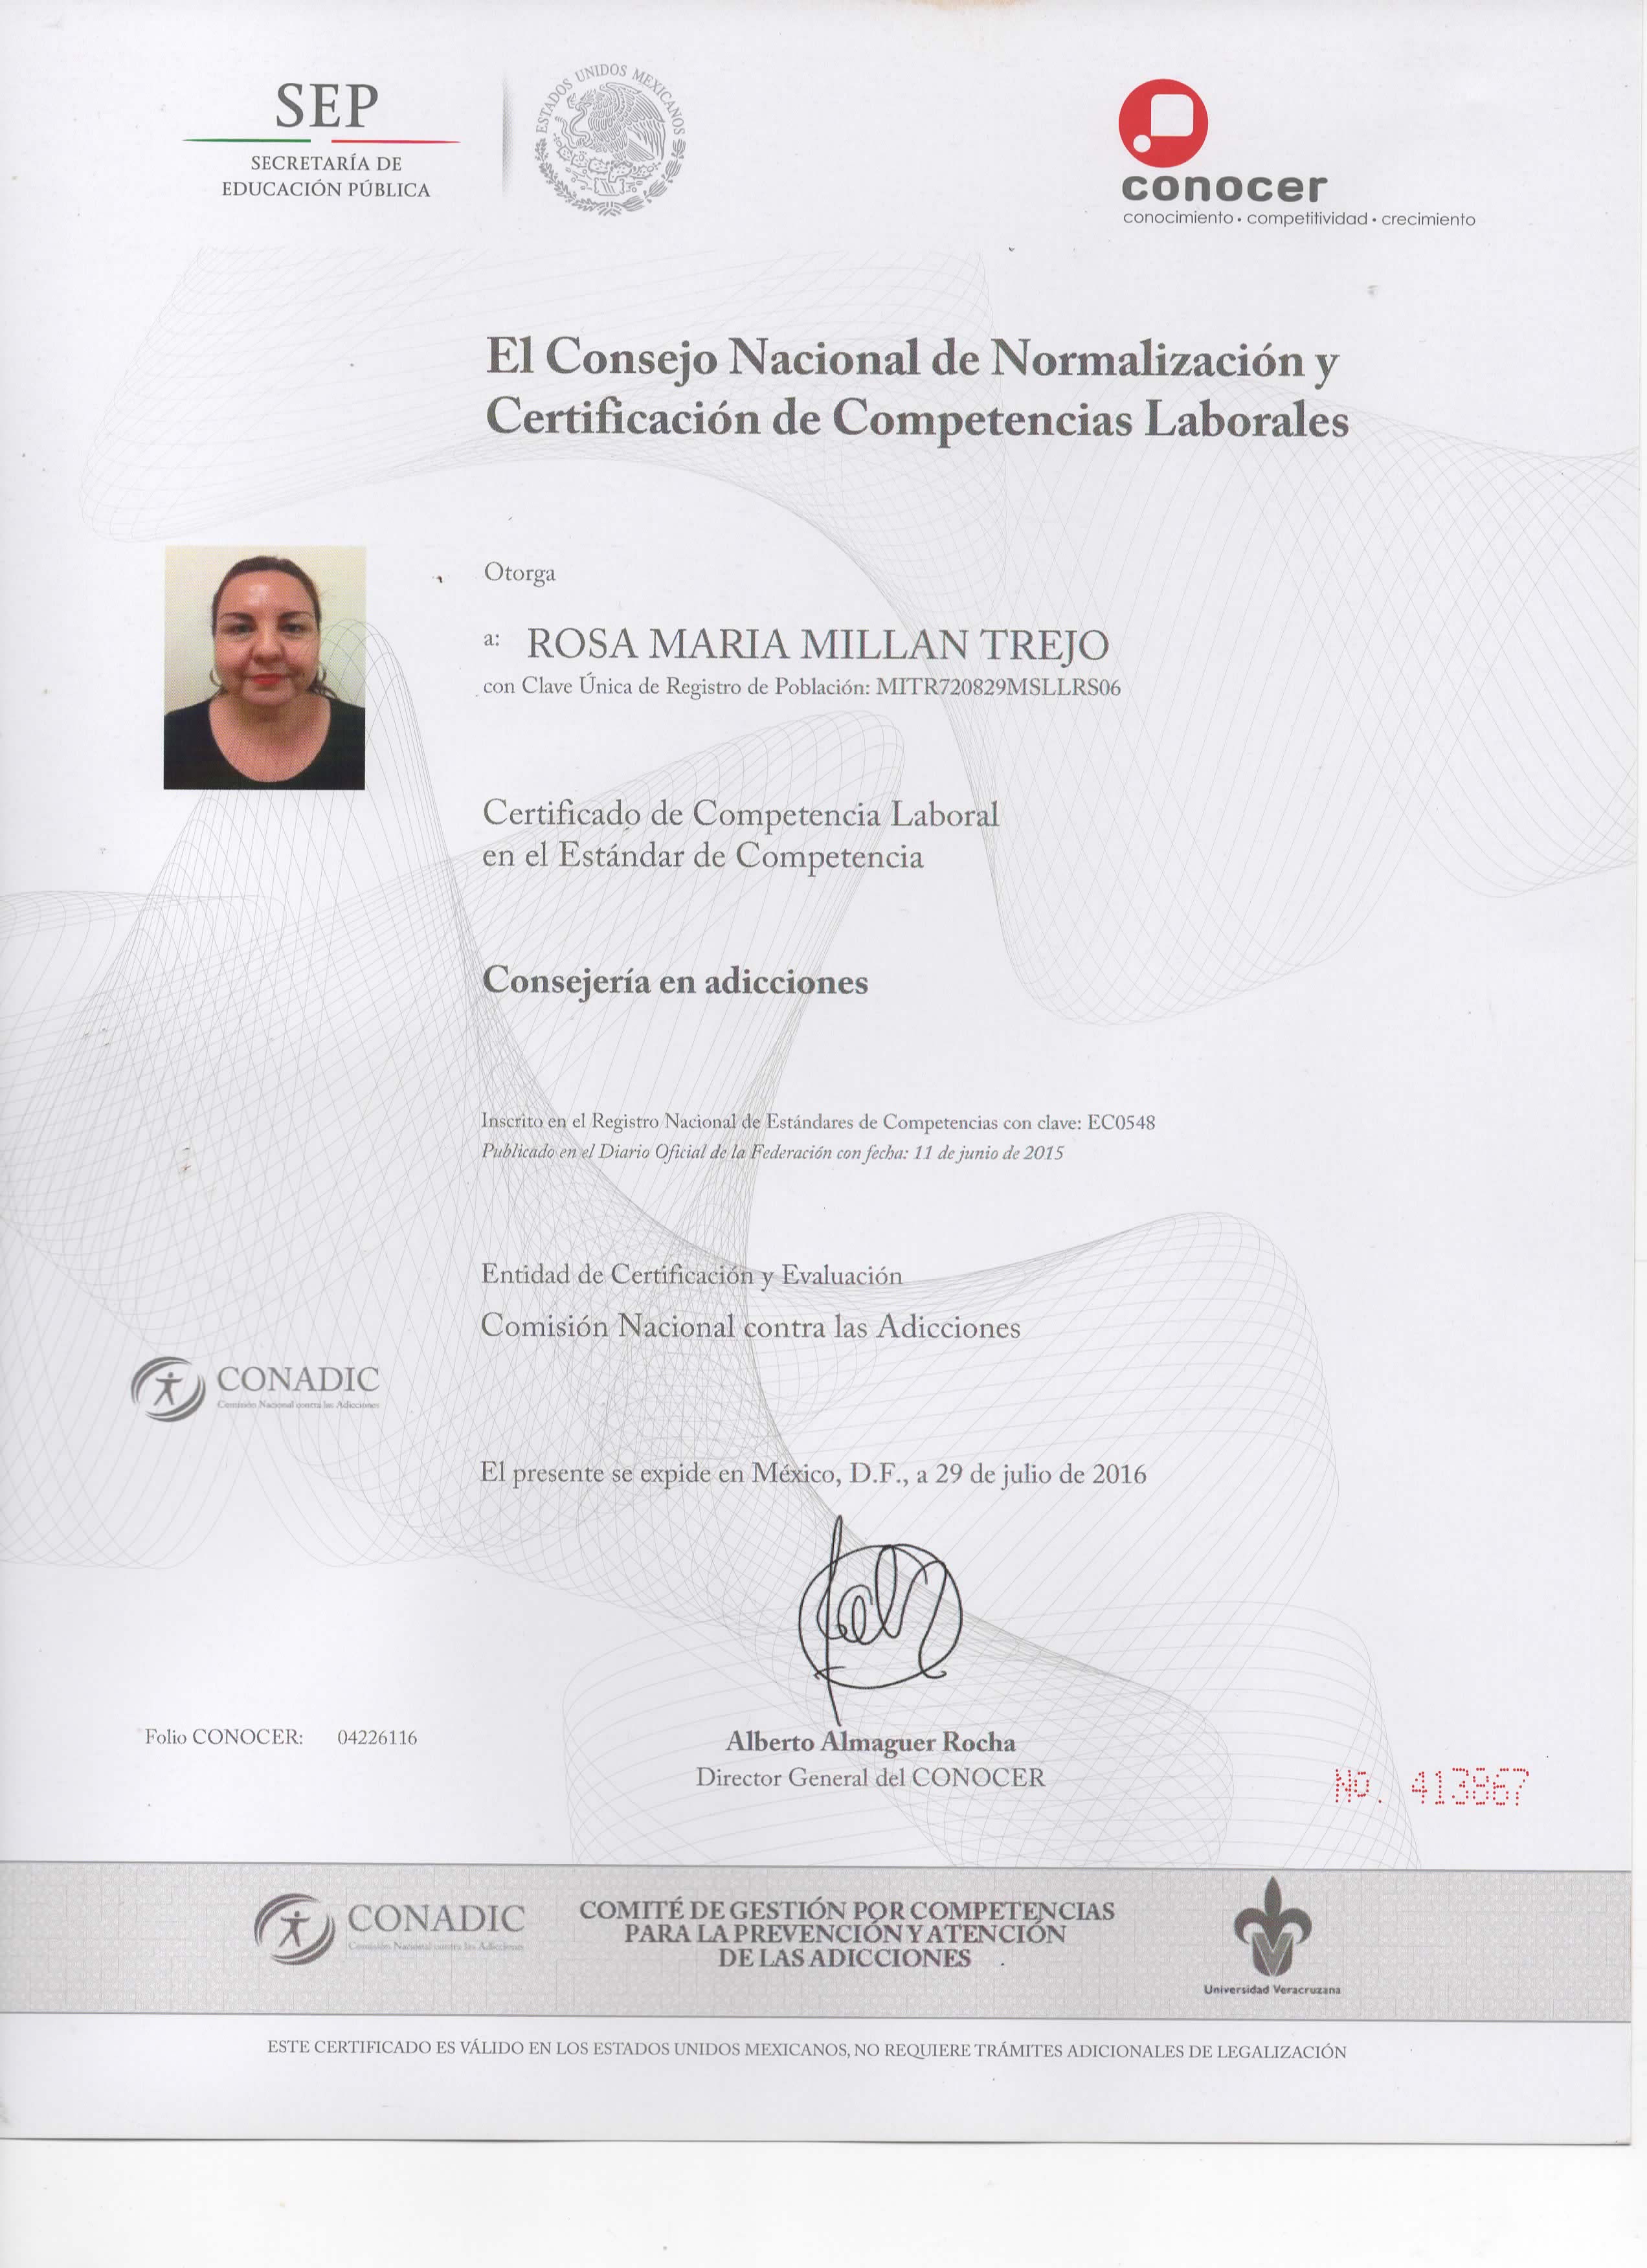 SEP
SECRETARÍA DE
EDUCACIÓN PÚBLICA
ESTADOS UNIDOS MEXICANOS
conocer
conocimiento • competitividad • crecimiento
El Consejo Nacional de Normalización y
Certificación de Competencias Laborales
Otorga
a: ROSA MARIA MILLAN TREJO
con Clave Única de Registro de Población: MITR720829MSLLRS06
Certificado de Competencia Laboral
en el Estándar de Competencia
Consejería en adicciones
Inscrito en el Registro Nacional de Estándares de Competencias con clave: EC0548
Publicado en el Diario Oficial de la Federación con fecha: 11 de junio de 2015
Entidad de Certificación y Evaluación
Comisión Nacional contra las Adicciones
CONADIC
Comisión Nacional contra las Adicciones
El presente se expide en México, D.F., a 29 de julio de 2016
Folio CONOCER: 04226116
Alberto Almaguer Rocha
Director General del CONOCER
No. 413867
CONADIC
Comisión Nacional contra las Adicciones
COMITÉ DE GESTIÓN POR COMPETENCIAS
PARA LA PREVENCIÓN Y ATENCIÓN
DE LAS ADICCIONES
Universidad Veracruzana
ESTE CERTIFICADO ES VÁLIDO EN LOS ESTADOS UNIDOS MEXICANOS, NO REQUIERE TRÁMITES ADICIONALES DE LEGALIZACIÓN